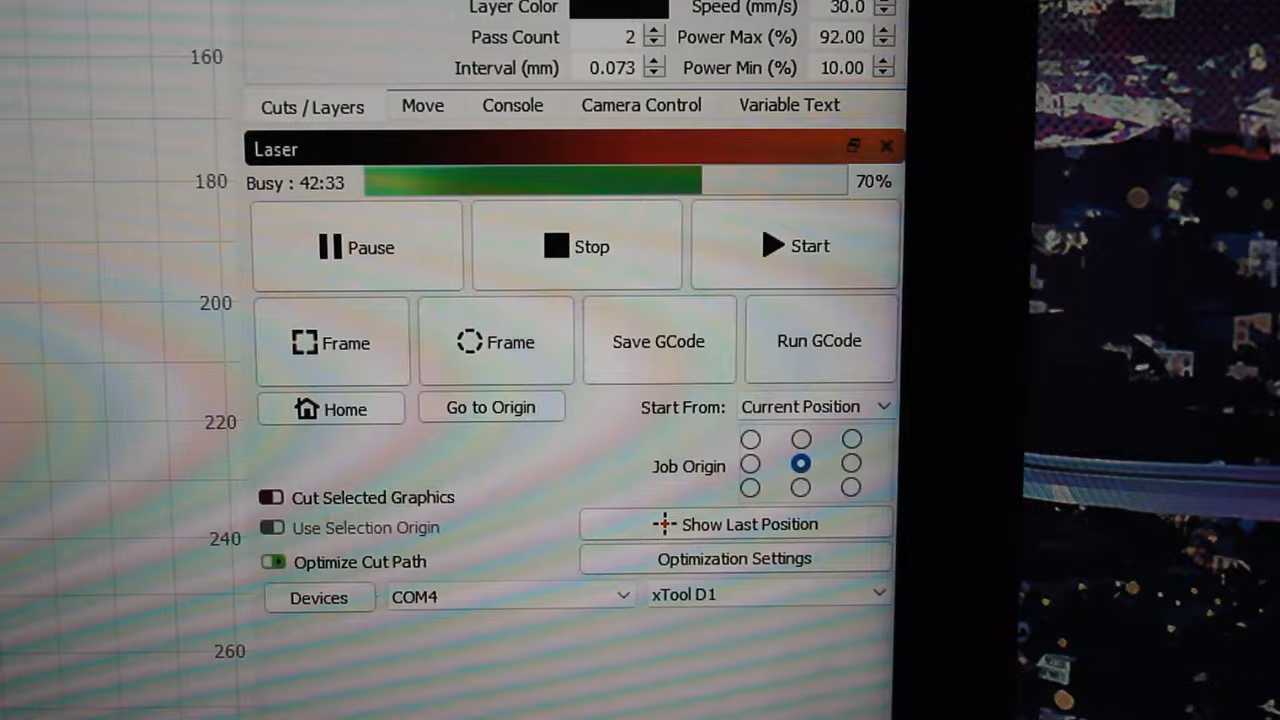 Layer Color Speed (mm/s) 30.0
160 Pass Count 2 Power Max (%) 92.00
Interval (mm) 0.073 Power Min (%) 10.00
Cuts / Layers Move Console Camera Control Variable Text
Laser
180 Busy : 42:33 70%
Pause Stop Start
200
Frame Frame Save GCode Run GCode
220 Home Go to Origin Start From: Current Position
Job Origin
Cut Selected Graphics
Use Selection Origin Show Last Position
240
Optimize Cut Path Optimization Settings
Devices COM4 xTool D1
260